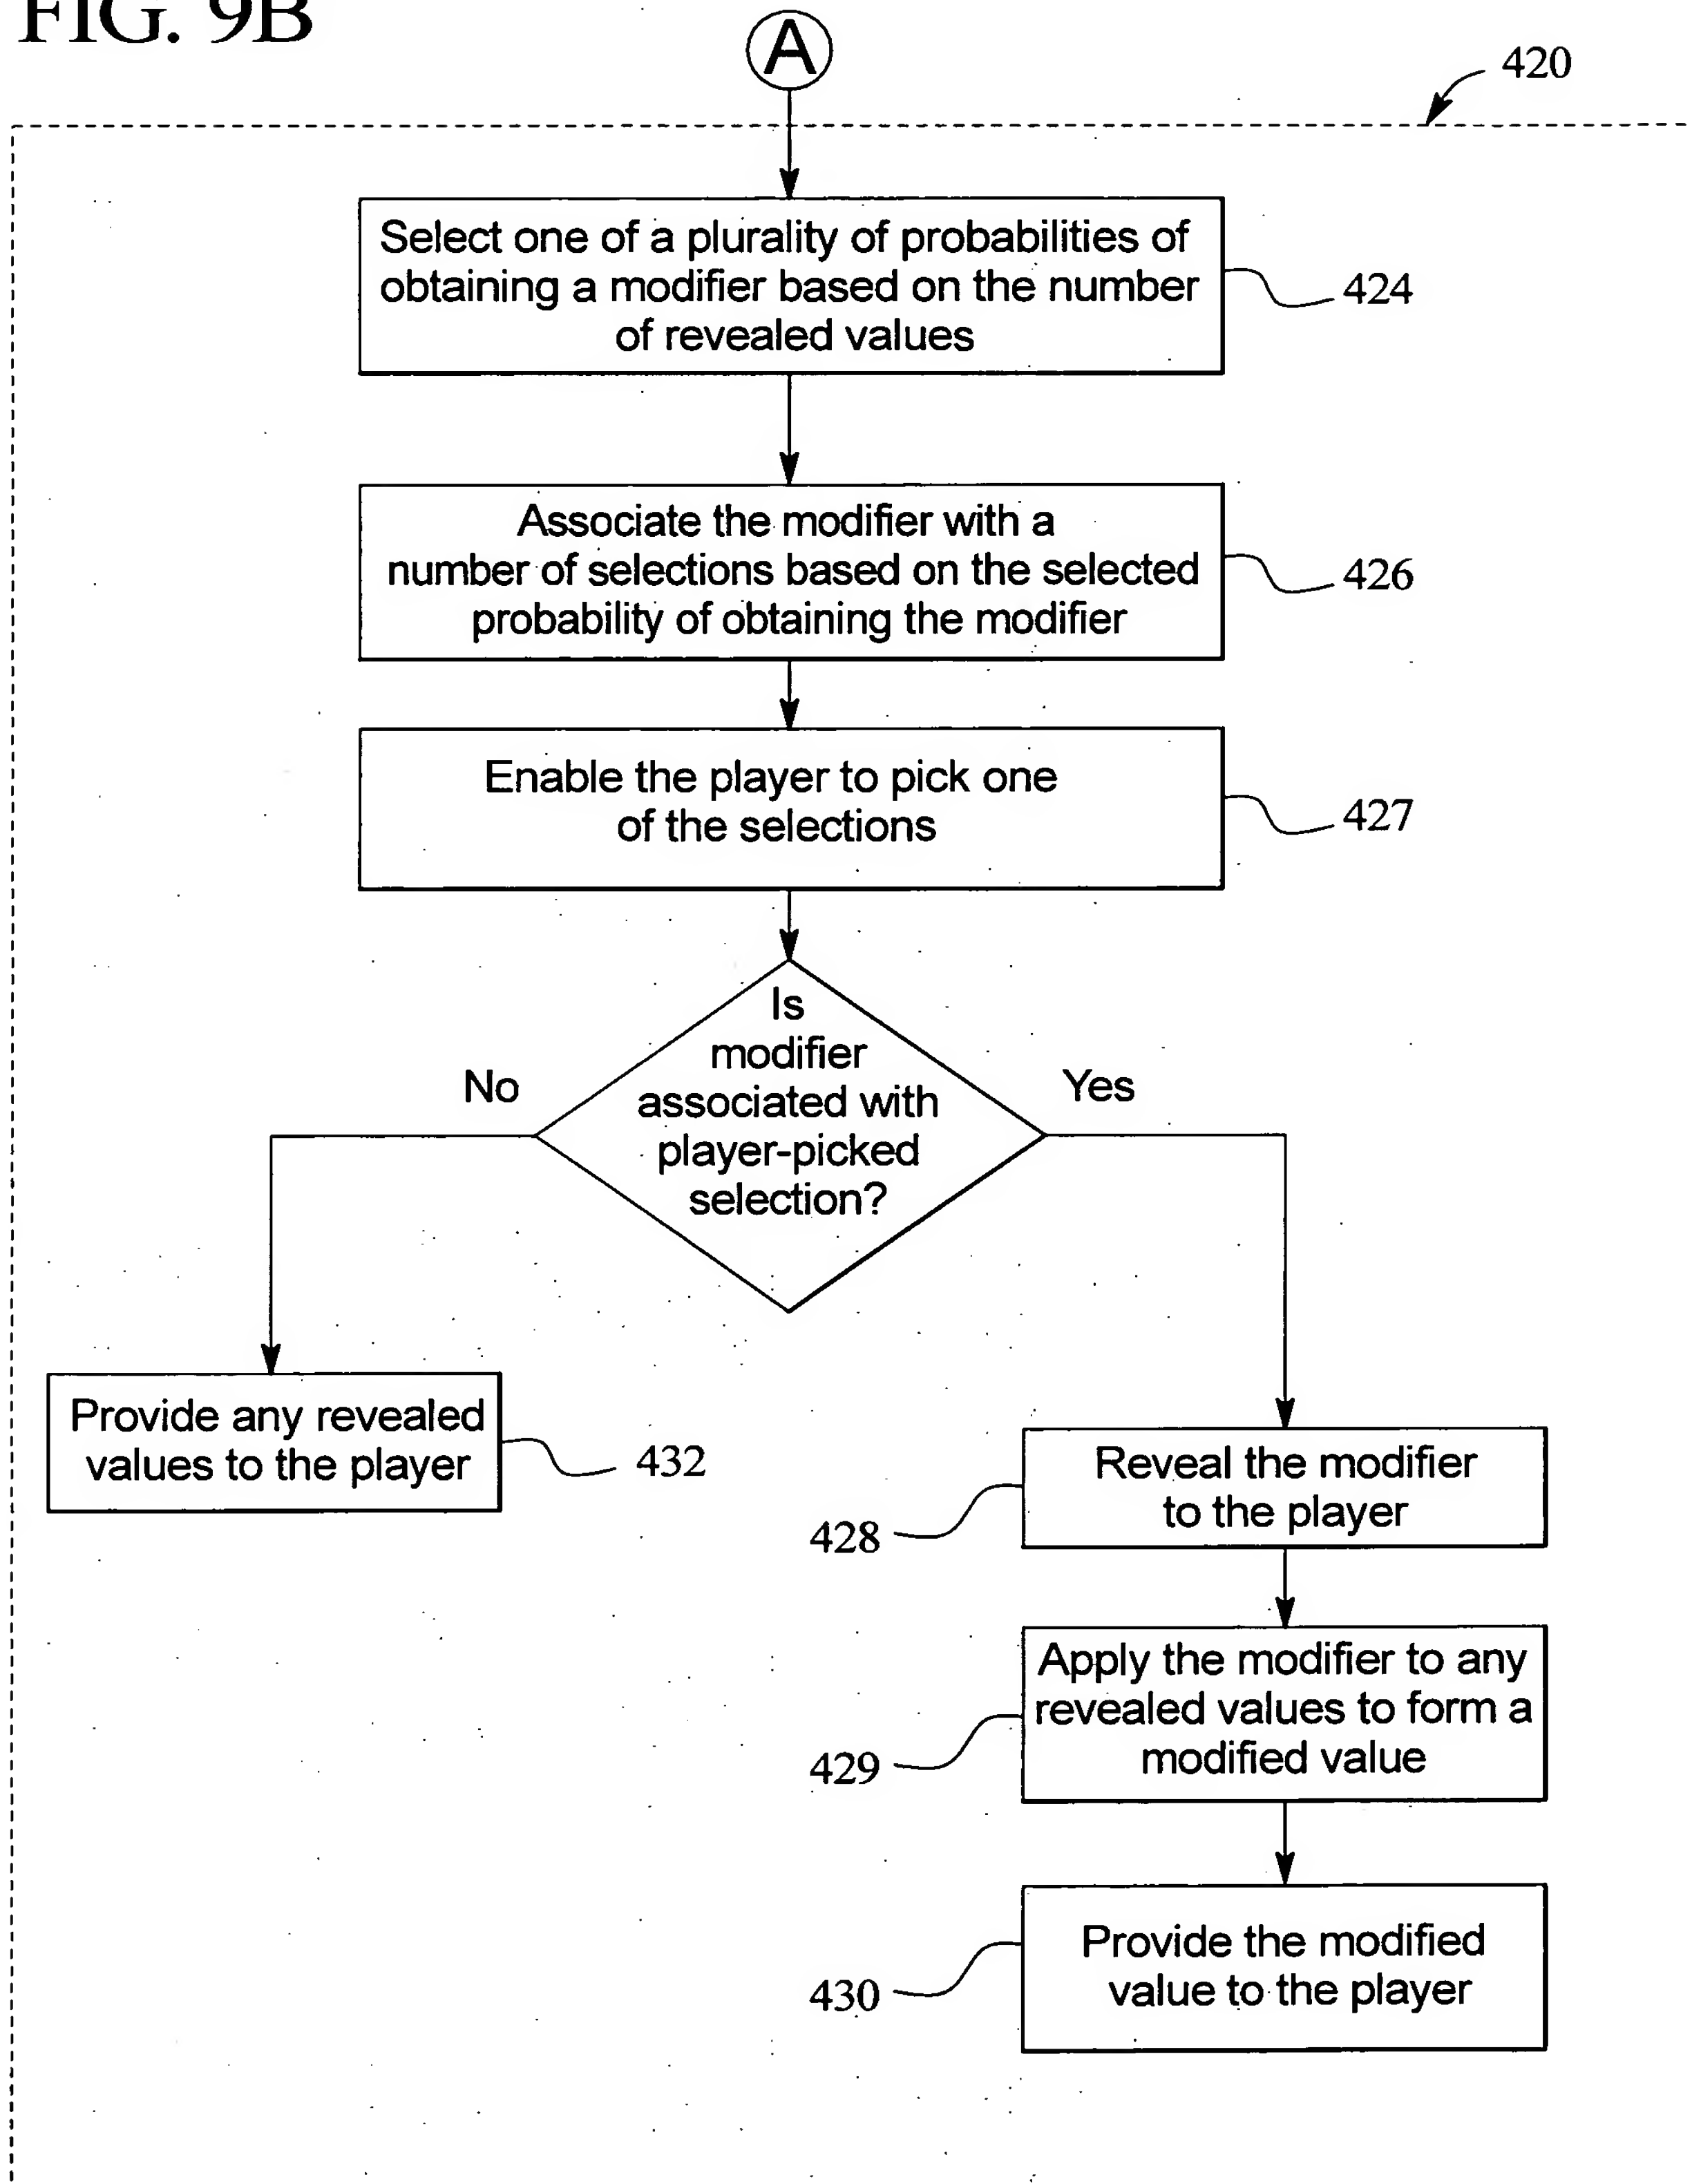 FIG. 9B
A
420
Select one of a plurality of probabilities of
obtaining a modifier based on the number
of revealed values
424
Associate the modifier with a
number of selections based on the selected
probability of obtaining the modifier
426
Enable the player to pick one
of the selections
427
Is
modifier
associated with
player-picked
selection?
No
Yes
Provide any revealed
values to the player
432
Reveal the modifier
to the player
428
Apply the modifier to any
revealed values to form a
modified value
429
Provide the modified
value to the player
430